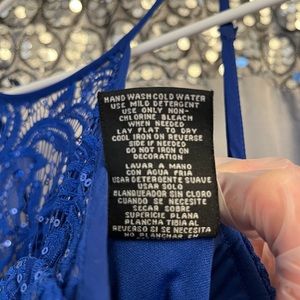 HAND WASH COLD WATER
USE MILD DETERGENT
USE ONLY NON-
CHLORINE BLEACH
WHEN NEEDED
LAY FLAT TO DRY
COOL IRON ON REVERSE
SIDE IF NEEDED
DO NOT IRON ON
DECORATION
LAVAR A MANO
CON AGUA FRIA
USAR DETERGENTE SUAVE
USAR SOLO
BLANQUEADOR SIN CLORO
CUANDO SE NECESITE
SECAR SOBRE
SUPERICIE PLANA
PLANCHA TIBIA AL
REVERSO SI SE NECESITA
NO PLANCHAR EN